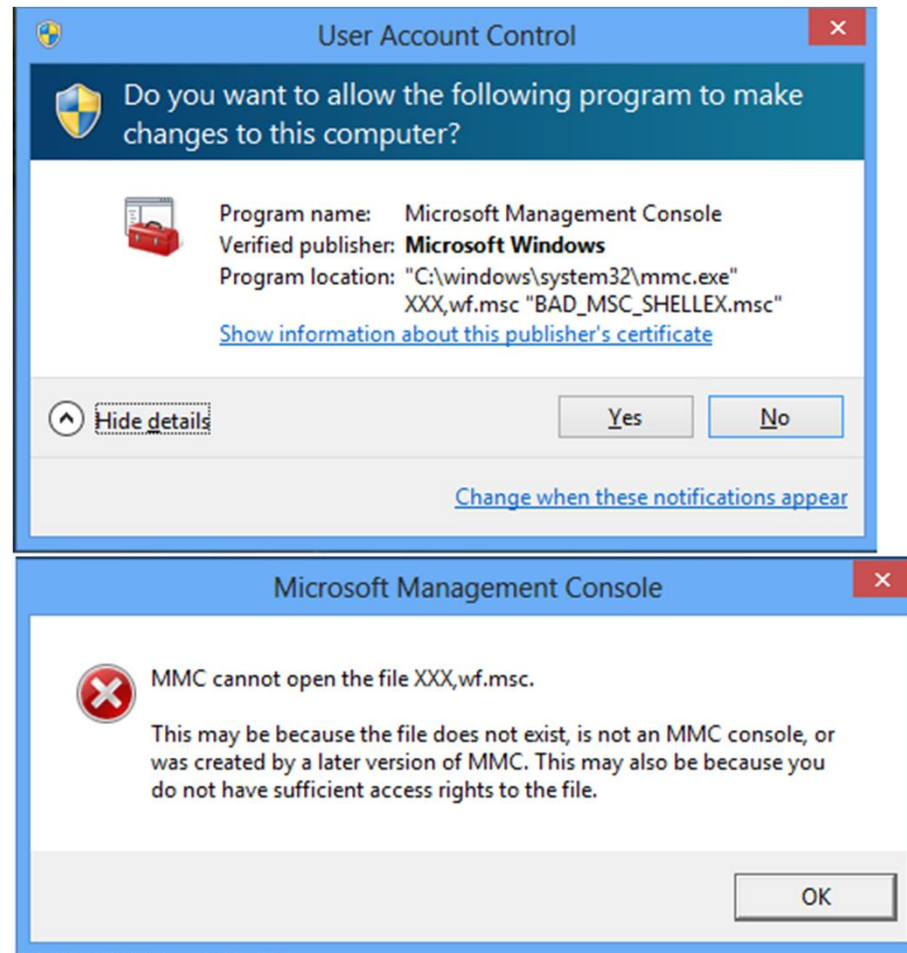 User Account Control
Do you want to allow the following program to make
changes to this computer?
Program name: Microsoft Management Console
Verified publisher: Microsoft Windows
Program location: "C:\windows\system32\mmc.exe"
XXX,wf.msc "BAD_MSC_SHELLEX.msc"
Show information about this publisher's certificate
Hide details
Yes
No
Change when these notifications appear
Microsoft Management Console
MMC cannot open the file XXX,wf.msc.
This may be because the file does not exist, is not an MMC console, or
was created by a later version of MMC. This may also be because you
do not have sufficient access rights to the file.
OK